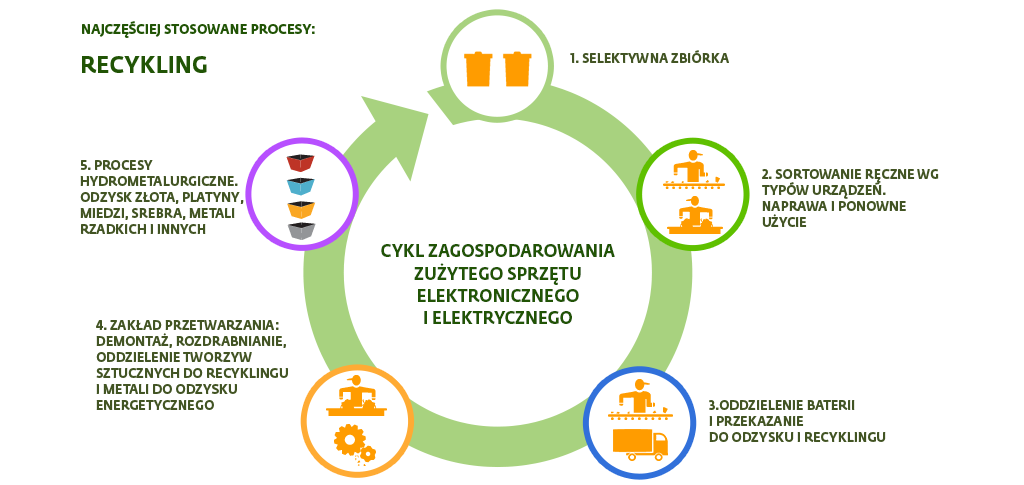 NAJCZĘŚCIEJ STOSOWANE PROCESY:
RECYKLING
1. SELEKTYWNA ZBIÓRKA
2. SORTOWANIE RĘCZNE WG
TYPÓW URZĄDZEŃ.
NAPRAWA I PONOWNE
UŻYCIE
3.ODDZIELENIE BATERII
I PRZEKAZANIE
DO ODZYSKU I RECYKLINGU
4. ZAKŁAD PRZETWARZANIA:
DEMONTAŻ, ROZDRABNIANIE,
ODDZIELENIE TWORZYW
SZTUCZNYCH DO RECYKLINGU
I METALI DO ODZYSKU
ENERGETYCZNEGO
5. PROCESY
HYDROMETALURGICZNE.
ODZYSK ZŁOTA, PLATYNY,
MIEDZI, SREBRA, METALI
RZADKICH I INNYCH
CYKL ZAGOSPODAROWANIA
ZUŻYTEGO SPRZĘTU
ELEKTRONICZNEGO
I ELEKTRYCZNEGO